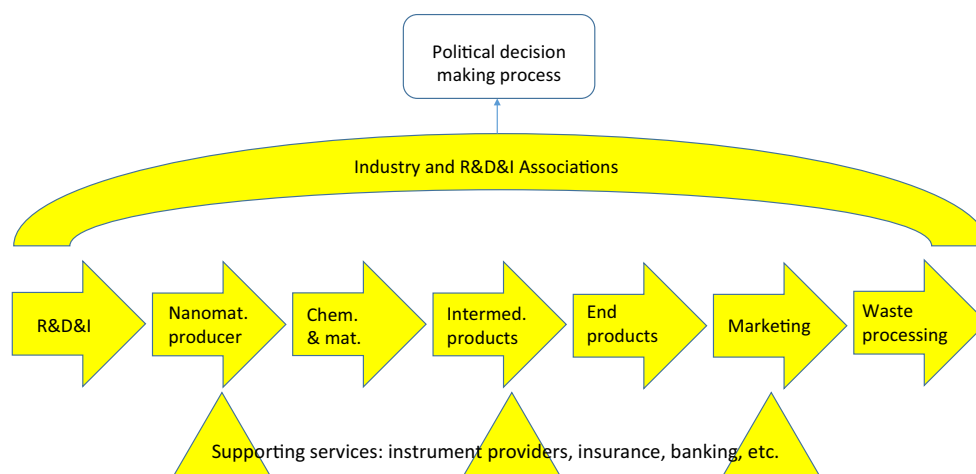 Political decision
making process
Industry and R&D&I Associations
R&D&I
Nanomat.
producer
Chem.
& mat.
Intermed.
products
End
products
Marketing
Waste
processing
Supporting services: instrument providers, insurance, banking, etc.